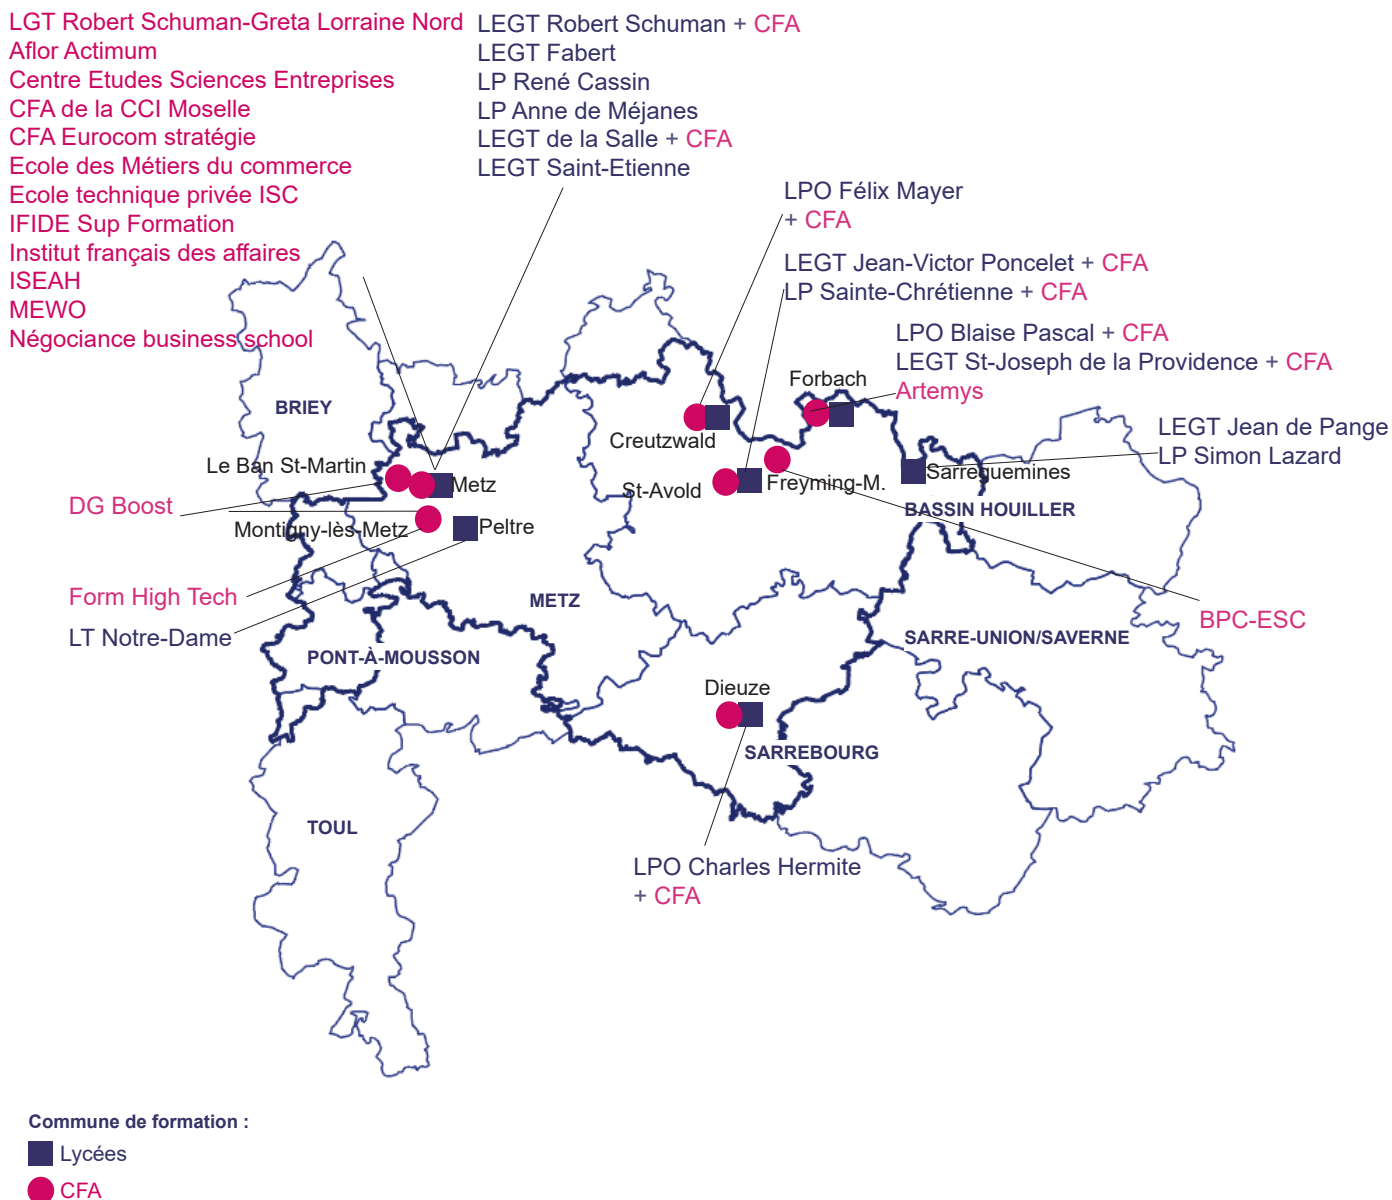 LGT Robert Schuman-Greta Lorraine Nord
Aflor Actimum
Centre Etudes Sciences Entreprises
CFA de la CCI Moselle
CFA Eurocom stratégie
Ecole des Métiers du commerce
Ecole technique privée ISC
IFIDE Sup Formation
Institut français des affaires
ISEAH
MEWO
Négociance business school
LEGT Robert Schuman + CFA
LEGT Fabert
LP René Cassin
LP Anne de Méjanes
LEGT de la Salle + CFA
LEGT Saint-Etienne
LPO Félix Mayer
+ CFA
LEGT Jean-Victor Poncelet + CFA
LP Sainte-Chrétienne + CFA
LPO Blaise Pascal + CFA
LEGT St-Joseph de la Providence + CFA
Artemys
Forbach
LEGT Jean de Pange
LP Simon Lazard
BRIEY
Creutzwald
Le Ban St-Martin
Metz
St-Avold
Freyming-M.
Sarreguemines
DG Boost
BASSIN HOUILLER
Montigny-lès-Metz
Peltre
Form High Tech
METZ
BPC-ESC
LT Notre-Dame
SARRE-UNION/SAVERNE
PONT-À-MOUSSON
Dieuze
SARREBOURG
TOUL
LPO Charles Hermite
+ CFA
Commune de formation :
Lycées
CFA